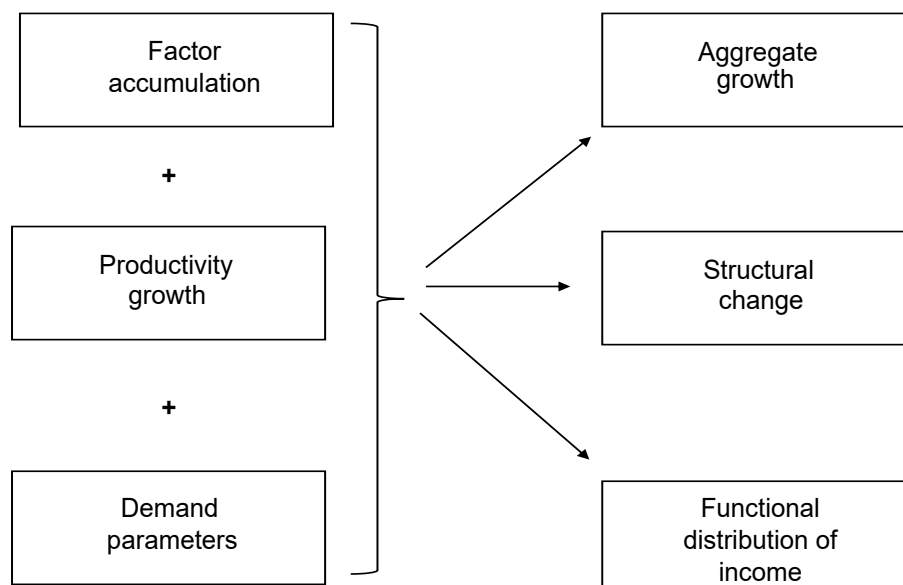 Factor
accumulation
+
Productivity
growth
+
Demand
parameters
Aggregate
growth
Structural
change
Functional
distribution of
income